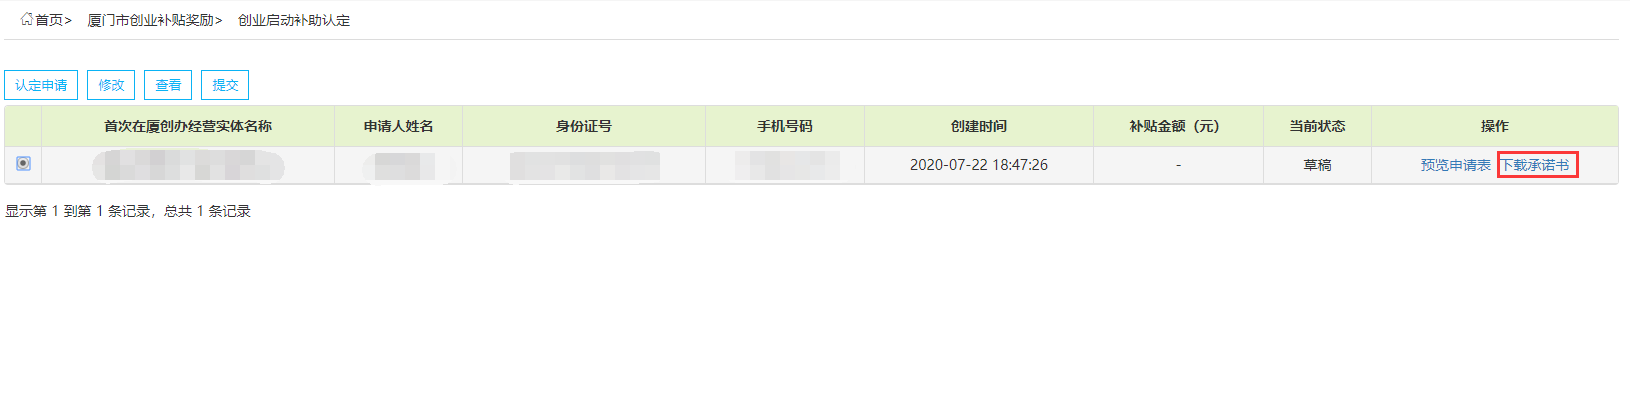 首页> 厦门市创业补贴奖励> 创业启动补助认定
认定申请 修改 查看 提交
首次在厦创办经营实体名称 申请人姓名 身份证号 手机号码 创建时间 补贴金额（元） 当前状态 操作
2020-07-22 18:47:26 - 草稿 预览申请表 下载承诺书
显示第 1 到第 1 条记录，总共 1 条记录